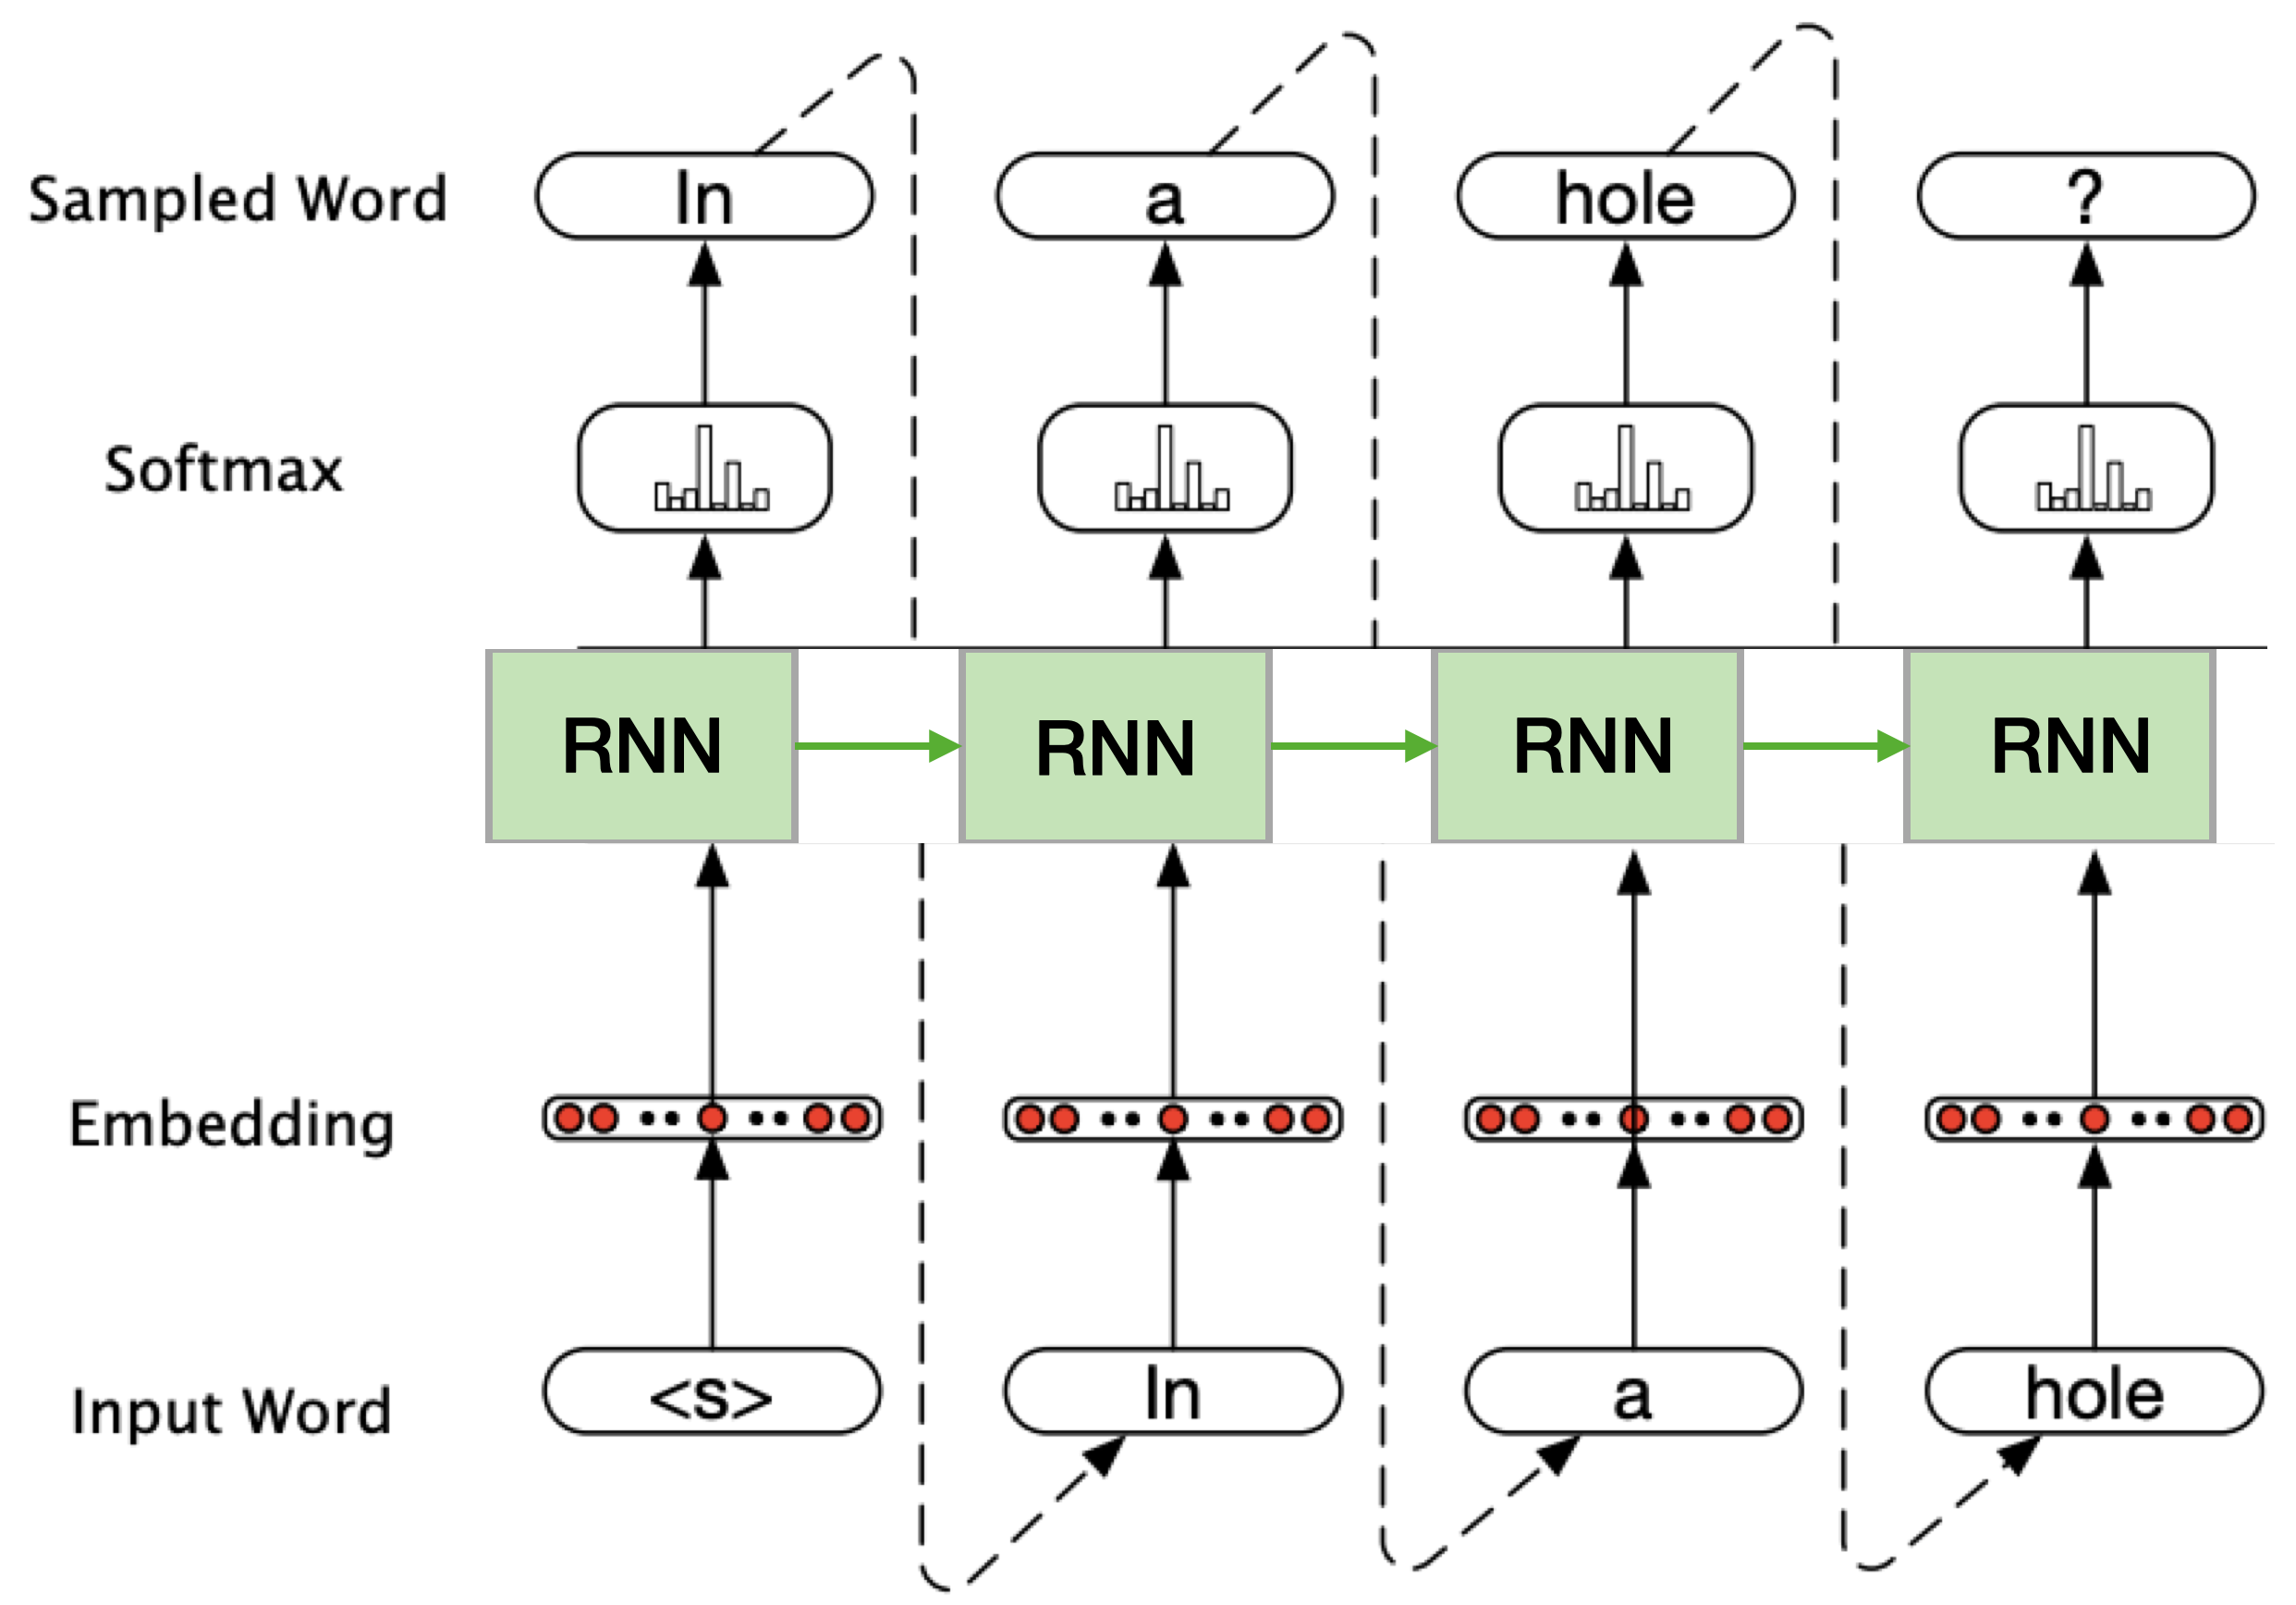 Sampled Word In a hole ?
Softmax
RNN RNN RNN RNN
Embedding
Input Word <s> In a hole